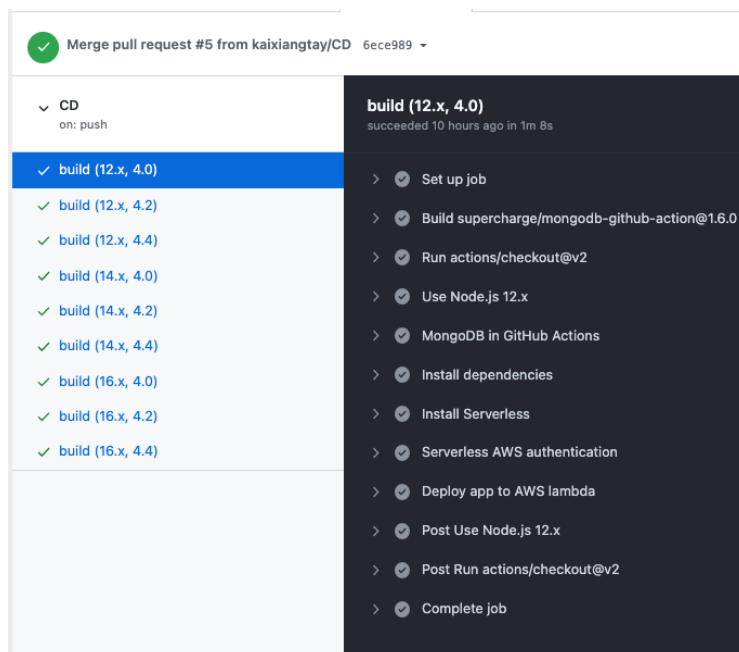 Merge pull request #5 from kaixiangtay/CD 6ece989
CD
on: push
build (12.x, 4.0)
build (12.x, 4.2)
build (12.x, 4.4)
build (14.x, 4.0)
build (14.x, 4.2)
build (14.x, 4.4)
build (16.x, 4.0)
build (16.x, 4.2)
build (16.x, 4.4)
build (12.x, 4.0)
succeeded 10 hours ago in 1m 8s
Set up job
Build supercharge/mongodb-github-action@1.6.0
Run actions/checkout@v2
Use Node.js 12.x
MongoDB in GitHub Actions
Install dependencies
Install Serverless
Serverless AWS authentication
Deploy app to AWS lambda
Post Use Node.js 12.x
Post Run actions/checkout@v2
Complete job